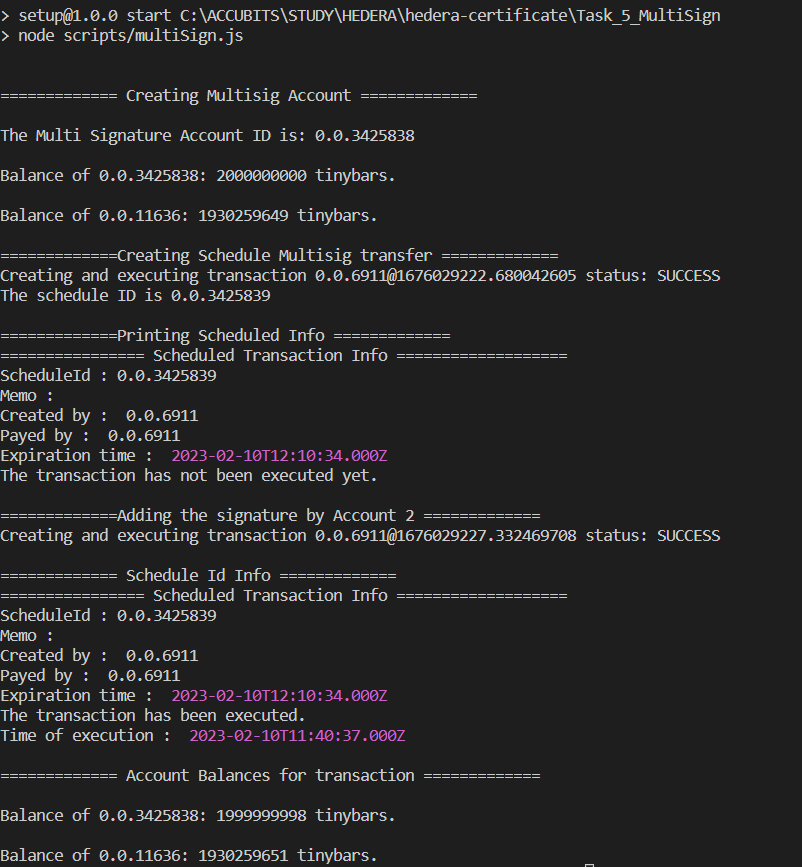 > setup@1.0.0 start C:\ACCUBITS\STUDY\HEDERA\hedera-certificate\Task_5_MultiSign
> node scripts/multiSign.js
============= Creating Multisig Account =============
The Multi Signature Account ID is: 0.0.3425838
Balance of 0.0.3425838: 2000000000 tinybars.
Balance of 0.0.11636: 1930259649 tinybars.
=============Creating Schedule Multisig transfer =============
Creating and executing transaction 0.0.6911@1676029222.680042605 status: SUCCESS
The schedule ID is 0.0.3425839
=============Printing Scheduled Info =============
================ Scheduled Transaction Info ===================
ScheduleId : 0.0.3425839
Memo :
Created by :  0.0.6911
Payed by :  0.0.6911
Expiration time :  2023-02-10T12:10:34.000Z
The transaction has not been executed yet.
=============Adding the signature by Account 2 =============
Creating and executing transaction 0.0.6911@1676029227.332469708 status: SUCCESS
============= Schedule Id Info =============
================ Scheduled Transaction Info ===================
ScheduleId : 0.0.3425839
Memo :
Created by :  0.0.6911
Payed by :  0.0.6911
Expiration time :  2023-02-10T12:10:34.000Z
The transaction has been executed.
Time of execution :  2023-02-10T11:40:37.000Z
============= Account Balances for transaction =============
Balance of 0.0.3425838: 1999999998 tinybars.
Balance of 0.0.11636: 1930259651 tinybars.